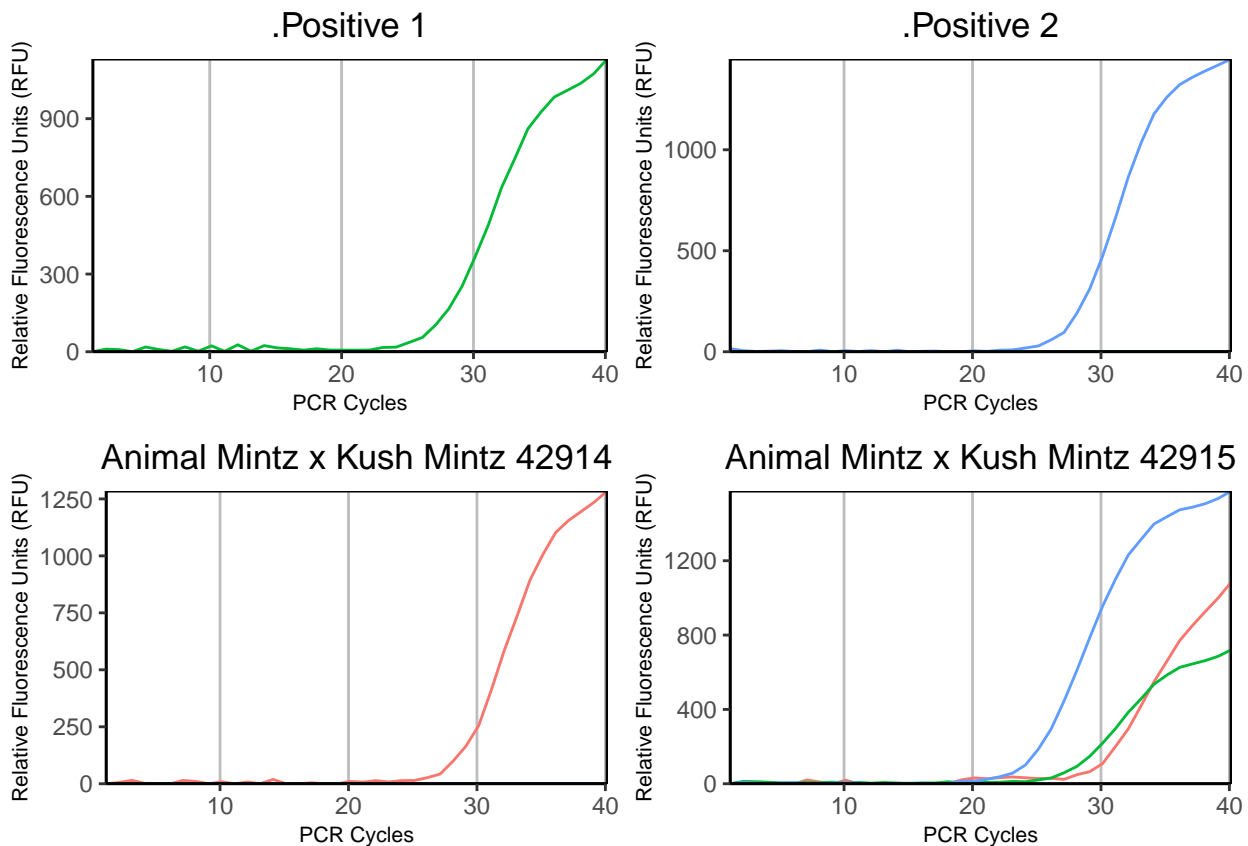 .Positive 1
Relative Fluorescence Units (RFU)
900
600
300
0
10 20 30 40
PCR Cycles
.Positive 2
Relative Fluorescence Units (RFU)
1000
500
0
10 20 30 40
PCR Cycles
Animal Mintz x Kush Mintz 42914
Relative Fluorescence Units (RFU)
1250
1000
750
500
250
0
10 20 30 40
PCR Cycles
Animal Mintz x Kush Mintz 42915
Relative Fluorescence Units (RFU)
1200
800
400
0
10 20 30 40
PCR Cycles